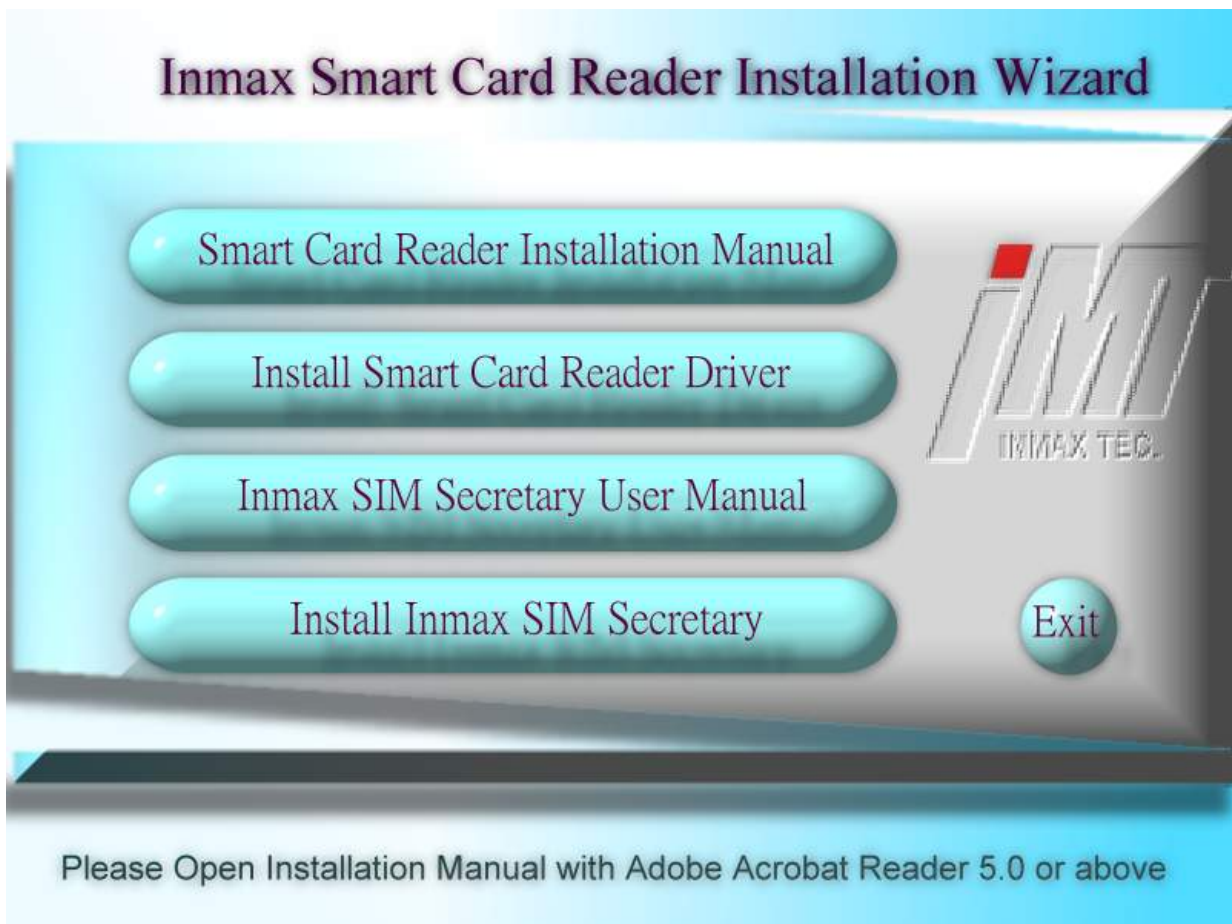 Inmax Smart Card Reader Installation Wizard
Smart Card Reader Installation Manual
Install Smart Card Reader Driver
iMT
INMAX TEC.
Inmax SIM Secretary User Manual
Install Inmax SIM Secretary
Exit
Please Open Installation Manual with Adobe Acrobat Reader 5.0 or above